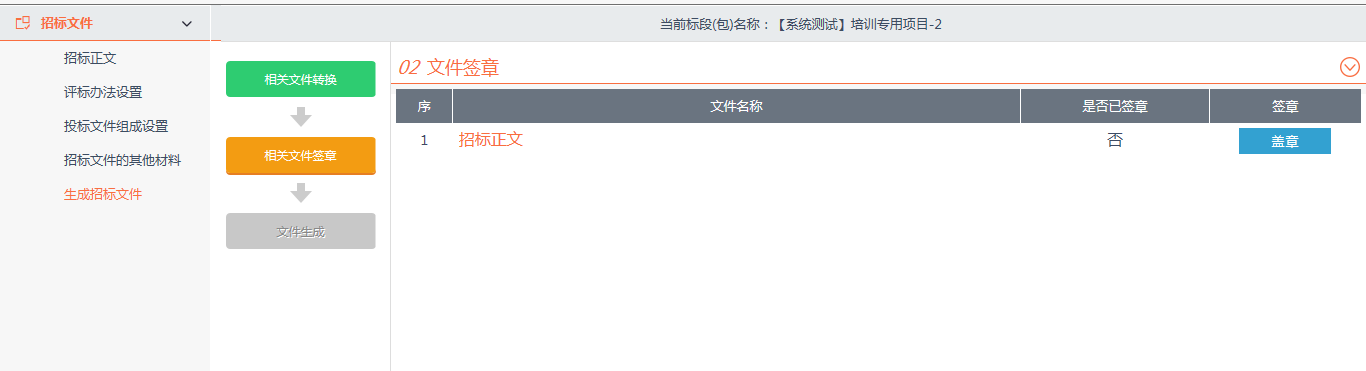 招标文件
当前标段(包)名称：【系统测试】培训专用项目-2
招标正文
评标办法设置
投标文件组成设置
招标文件的其他材料
生成招标文件
相关文件转换
相关文件签章
文件生成
02 文件签章
序 文件名称 是否已签章 签章
1 招标正文 否 盖章